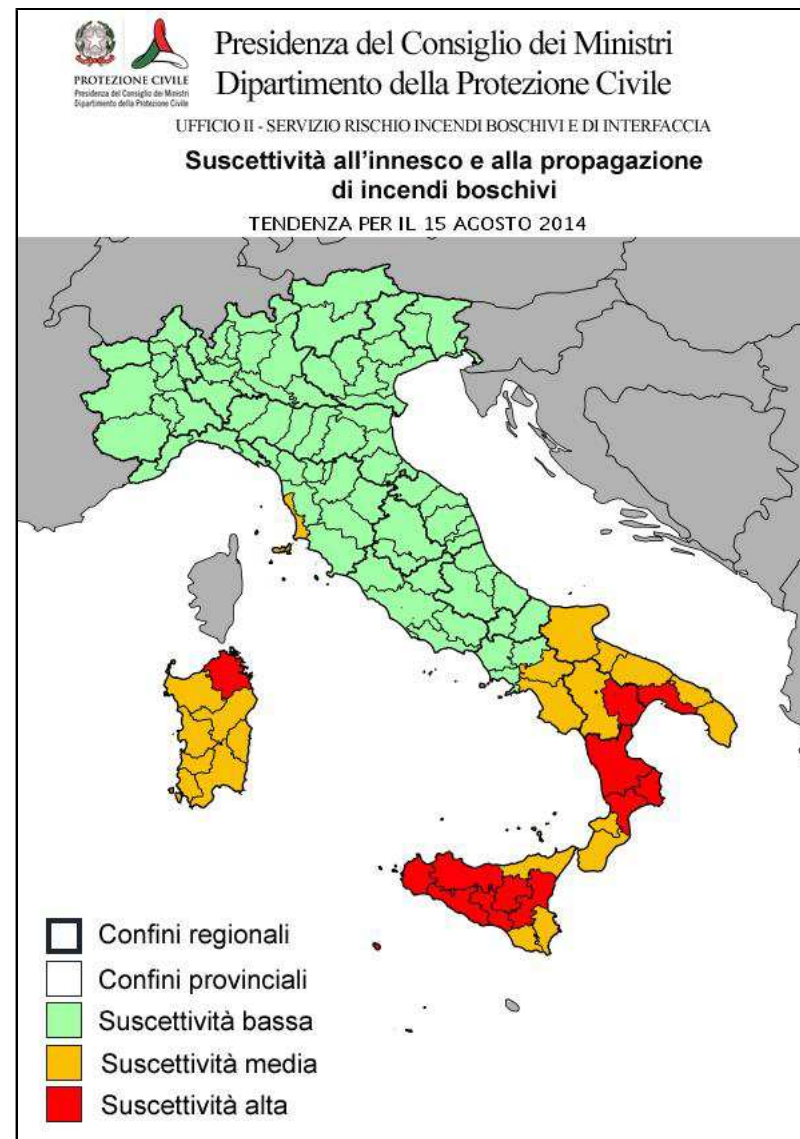 PROTEZIONE CIVILE
Presidenza del Consiglio dei Ministri
Dipartimento della Protezione Civile
Presidenza del Consiglio dei Ministri
Dipartimento della Protezione Civile
UFFICIO II - SERVIZIO RISCHIO INCENDI BOSCHIVI E DI INTERFACCIA
Suscettività all'innesco e alla propagazione
di incendi boschivi
TENDENZA PER IL 15 AGOSTO 2014
Confini regionali
Confini provinciali
Suscettività bassa
Suscettività media
Suscettività alta